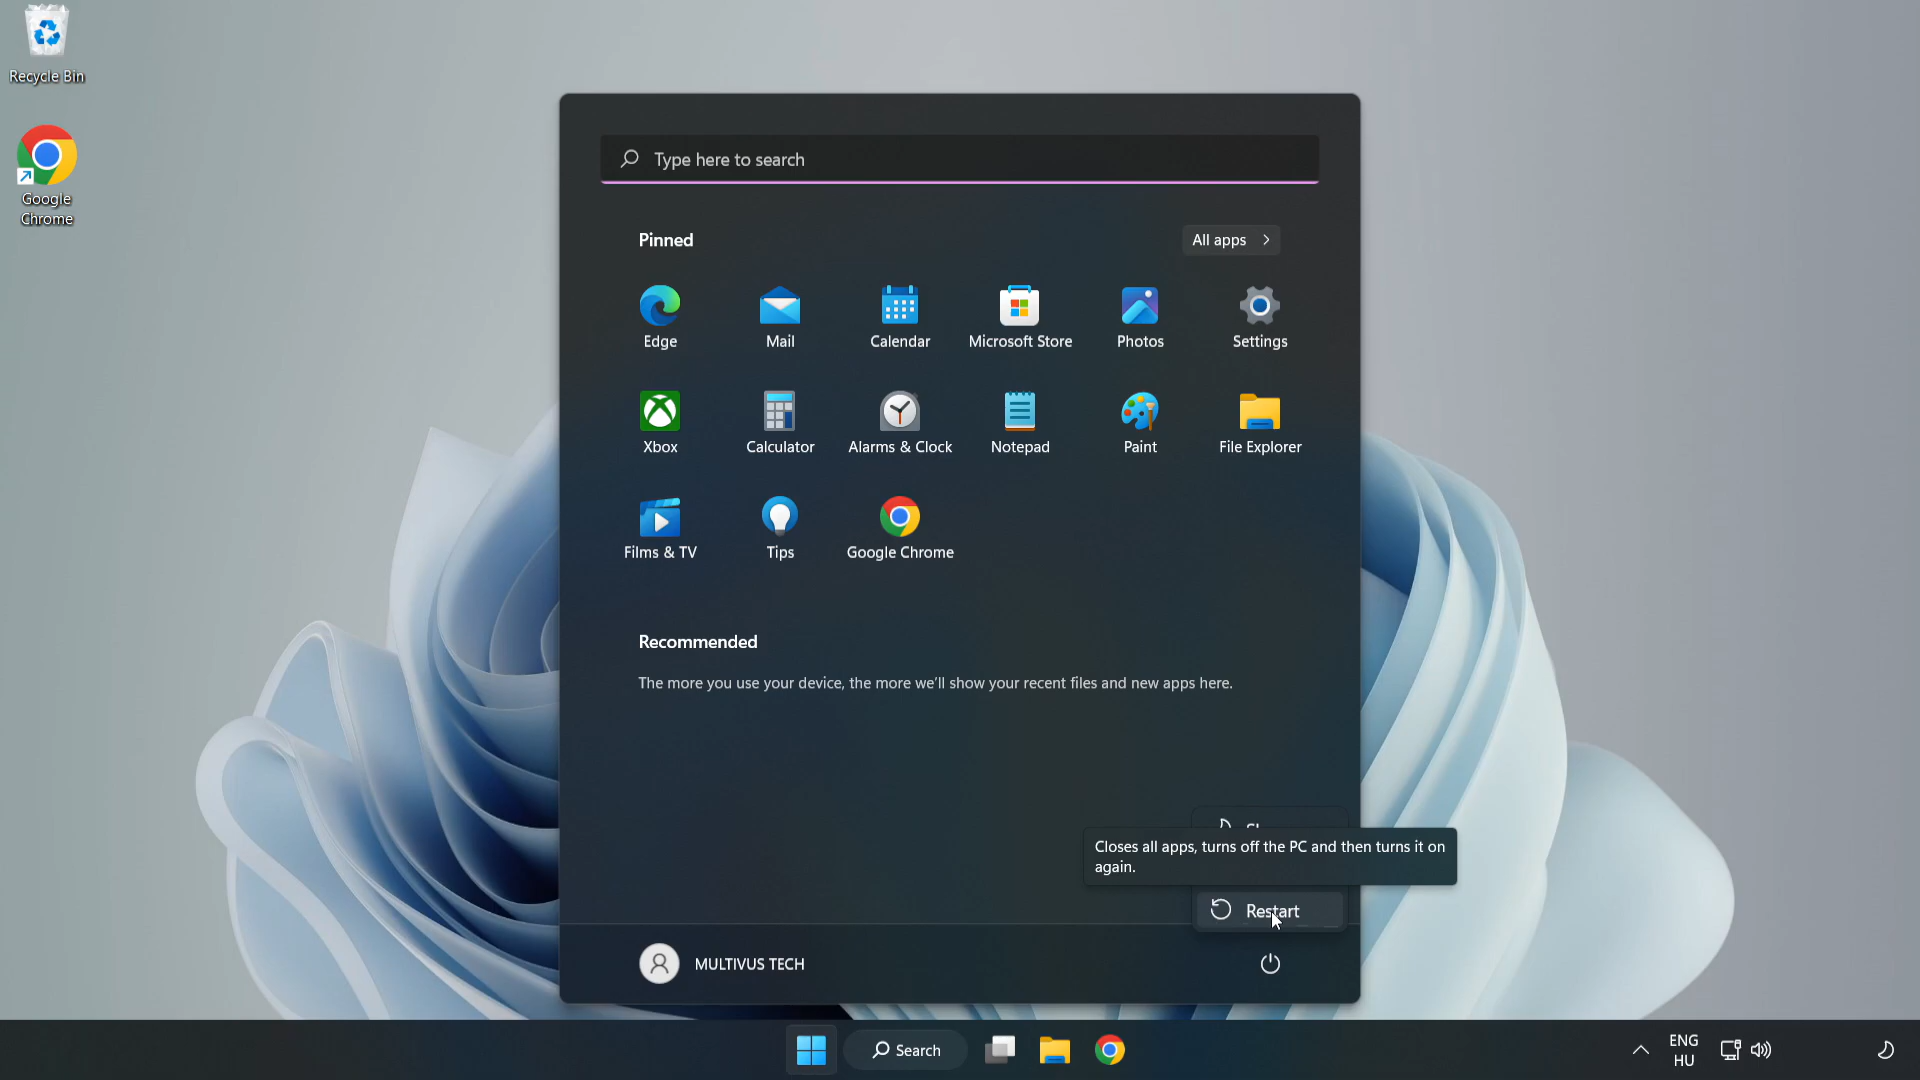 Recycle Bin
Google
Chrome
Type here to search
Pinned
All apps
Edge
Mail
Calendar
Microsoft Store
Photos
Settings
Xbox
Calculator
Alarms & Clock
Notepad
Paint
File Explorer
Films & TV
Tips
Google Chrome
Recommended
The more you use your device, the more we'll show your recent files and new apps here.
Closes all apps, turns off the PC and then turns it on
again.
Restart
MULTIVUS TECH
Search
ENG
HU